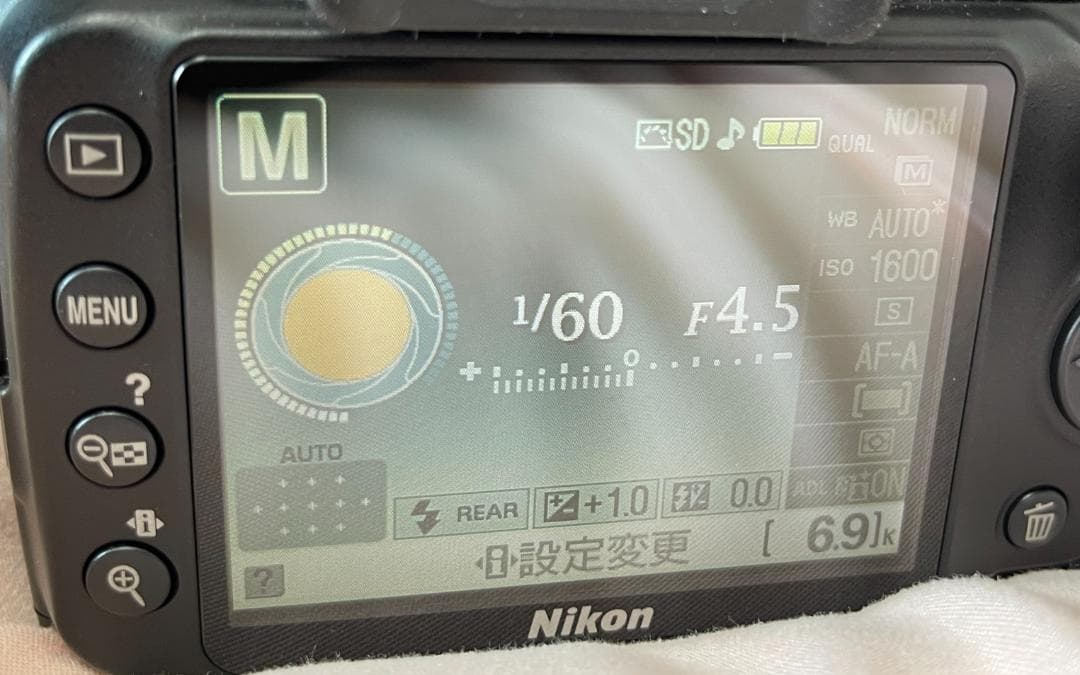 M
SD
QUAL NORM
M
WB AUTO*
MENU
ISO 1600
1/60 F4.5
S
+ 0 -
AF-A
?
AUTO
REAR
+1.0
0.0
ADL ON
i 設定変更 [ 6.9]K
?
Nikon